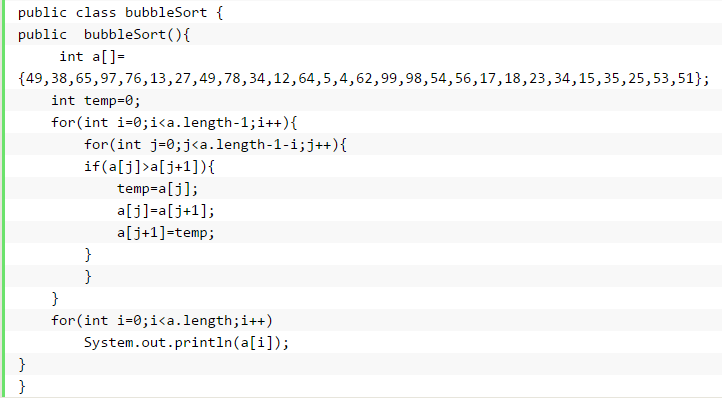 public class bubbleSort {
public  bubbleSort(){
     int a[]=
{49,38,65,97,76,13,27,49,78,34,12,64,5,4,62,99,98,54,56,17,18,23,34,15,35,25,53,51};
    int temp=0;
    for(int i=0;i<a.length-1;i++){
        for(int j=0;j<a.length-1-i;j++){
        if(a[j]>a[j+1]){
            temp=a[j];
            a[j]=a[j+1];
            a[j+1]=temp;
        }
        }
    }
    for(int i=0;i<a.length;i++)
        System.out.println(a[i]);
}
}